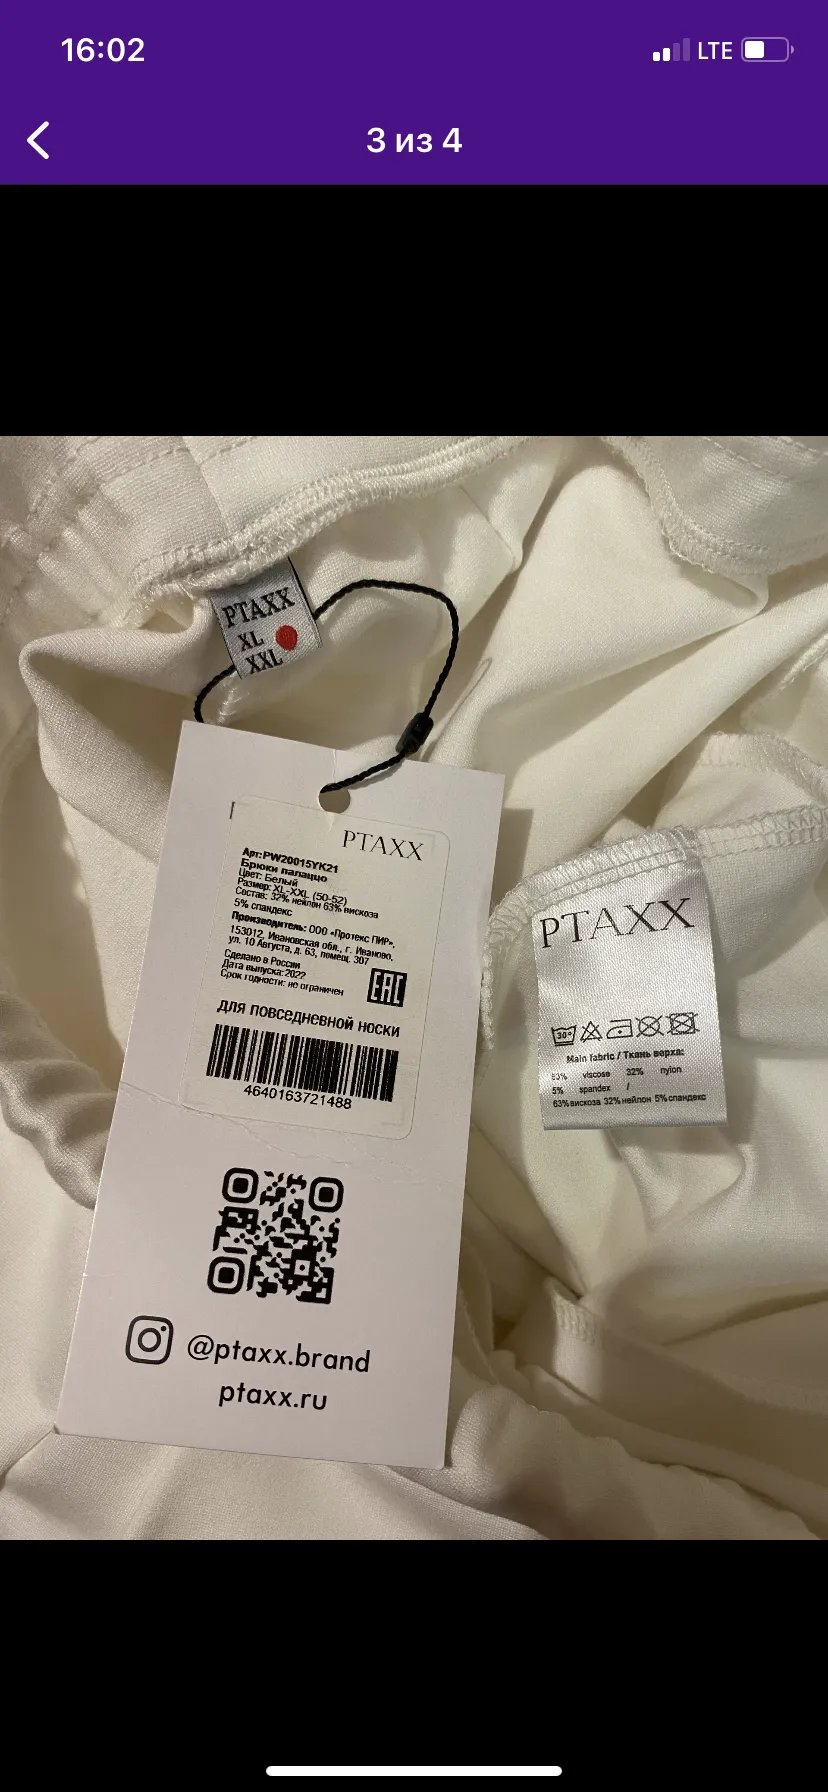 16:02
LTE
3 из 4
PTAXX
XL
XXL
PTAXX
Арт:PW20015YK21
Брюки палаццо
Цвет: Белый
Размер: XL-XXL (50-52)
Состав: 32% нейлон 63% вискоза
5% спандекс
Производитель: ООО «Протекс ПИР»,
153012, Ивановская обл., г. Иваново,
ул. 10 Августа, д. 63, помещ. 307
Сделано в России
Дата выпуска:2022
Срок годности: не ограничен
EAC
для повседневной носки
4640163721488
@ptaxx.brand
ptaxx.ru
PTAXX
30°
Main fabric / Ткань верха:
63% viscose 32% nylon
5% spandex /
63% вискоза 32% нейлон 5% спандекс